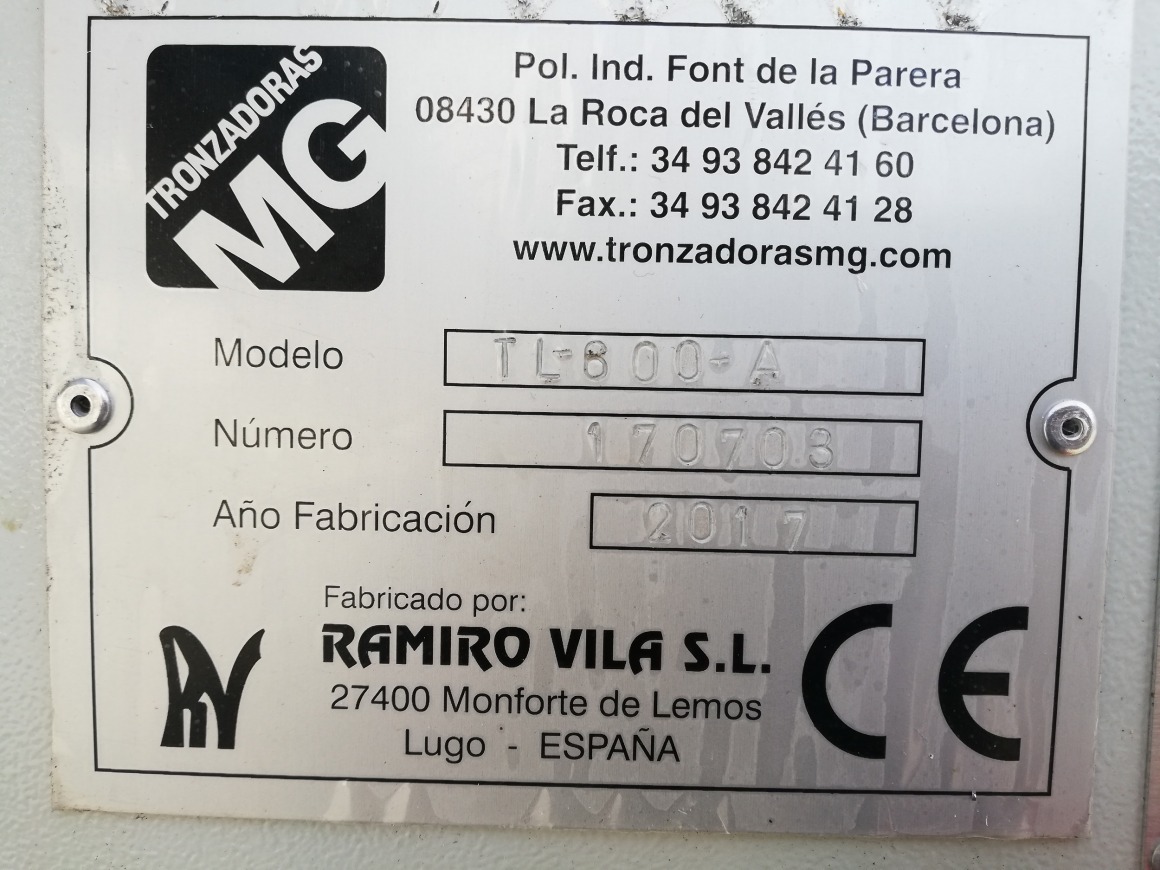 TRONZADORAS
MG
Pol. Ind. Font de la Parera
08430 La Roca del Vallés (Barcelona)
Telf.: 34 93 842 41 60
Fax.: 34 93 842 41 28
www.tronzadorasmg.com
Modelo TL-600-A
Número 170703
Año Fabricación 2017
Fabricado por:
RAMIRO VILA S.L.
27400 Monforte de Lemos
Lugo - ESPAÑA
RV
CE